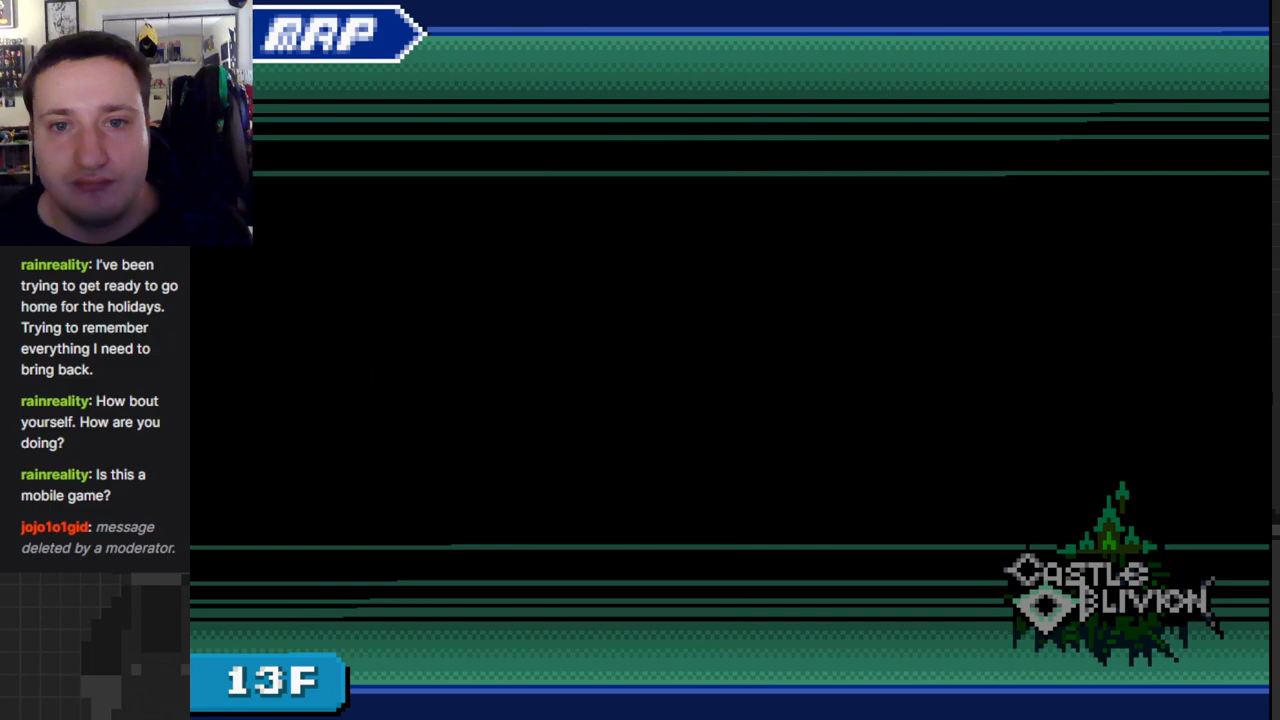 MAP
rainreality: I've been
trying to get ready to go
home for the holidays.
Trying to remember
everything I need to
bring back.
rainreality: How bout
yourself. How are you
doing?
rainreality: Is this a
mobile game?
jojo1o1gid: message
deleted by a moderator.
CASTLE
OBLIVION
13F